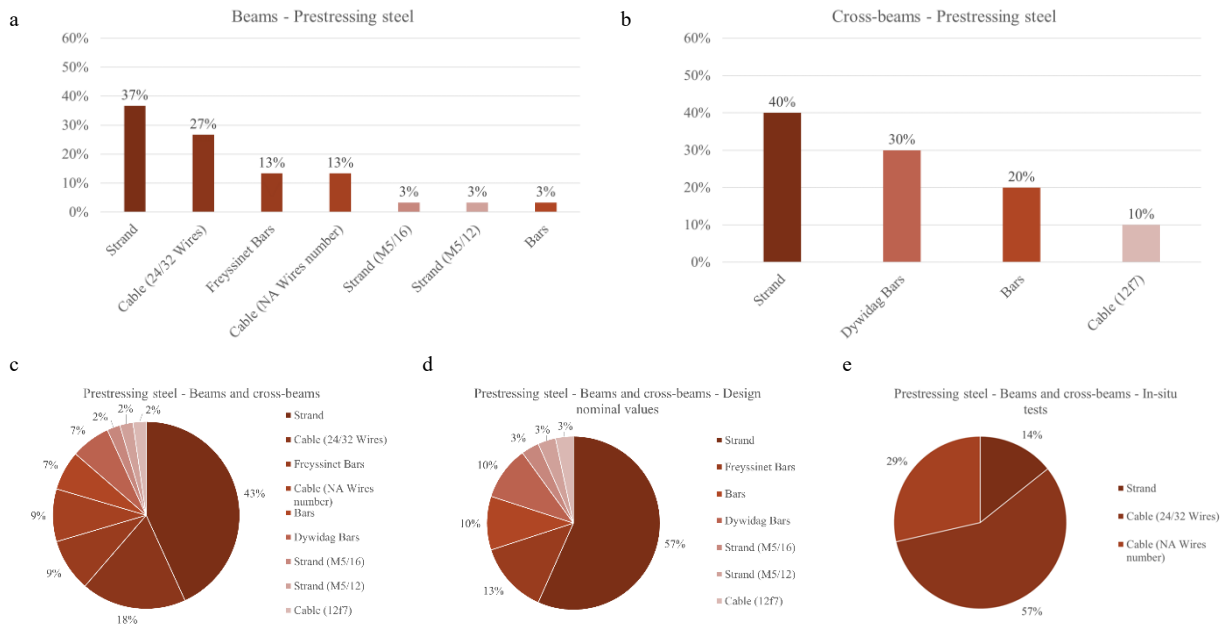 a
Beams - Prestressing steel
60%
50%
40%
30%
20%
10%
0%
37%
27%
13%
13%
3%
3%
3%
Strand
Cable (24/32 Wires)
Freyssinet Bars
Cable (NA Wires number)
Strand (M5/16)
Strand (M5/12)
Bars
b
Cross-beams - Prestressing steel
60%
50%
40%
30%
20%
10%
0%
40%
30%
20%
10%
Strand
Dywidag Bars
Bars
Cable (12f7)
c
Prestressing steel - Beams and cross-beams
43%
18%
9%
9%
7%
7%
2%
2%
2%
Strand
Cable (24/32 Wires)
Freyssinet Bars
Cable (NA Wires
number)
Bars
Dywidag Bars
Strand (M5/16)
Strand (M5/12)
Cable (12f7)
d
Prestressing steel - Beams and cross-beams - Design
nominal values
57%
13%
10%
10%
3%
3%
3%
Strand
Freyssinet Bars
Bars
Dywidag Bars
Strand (M5/16)
Strand (M5/12)
Cable (12f7)
e
Prestressing steel - Beams and cross-beams - In-situ
tests
14%
57%
29%
Strand
Cable (24/32 Wires)
Cable (NA Wires
number)